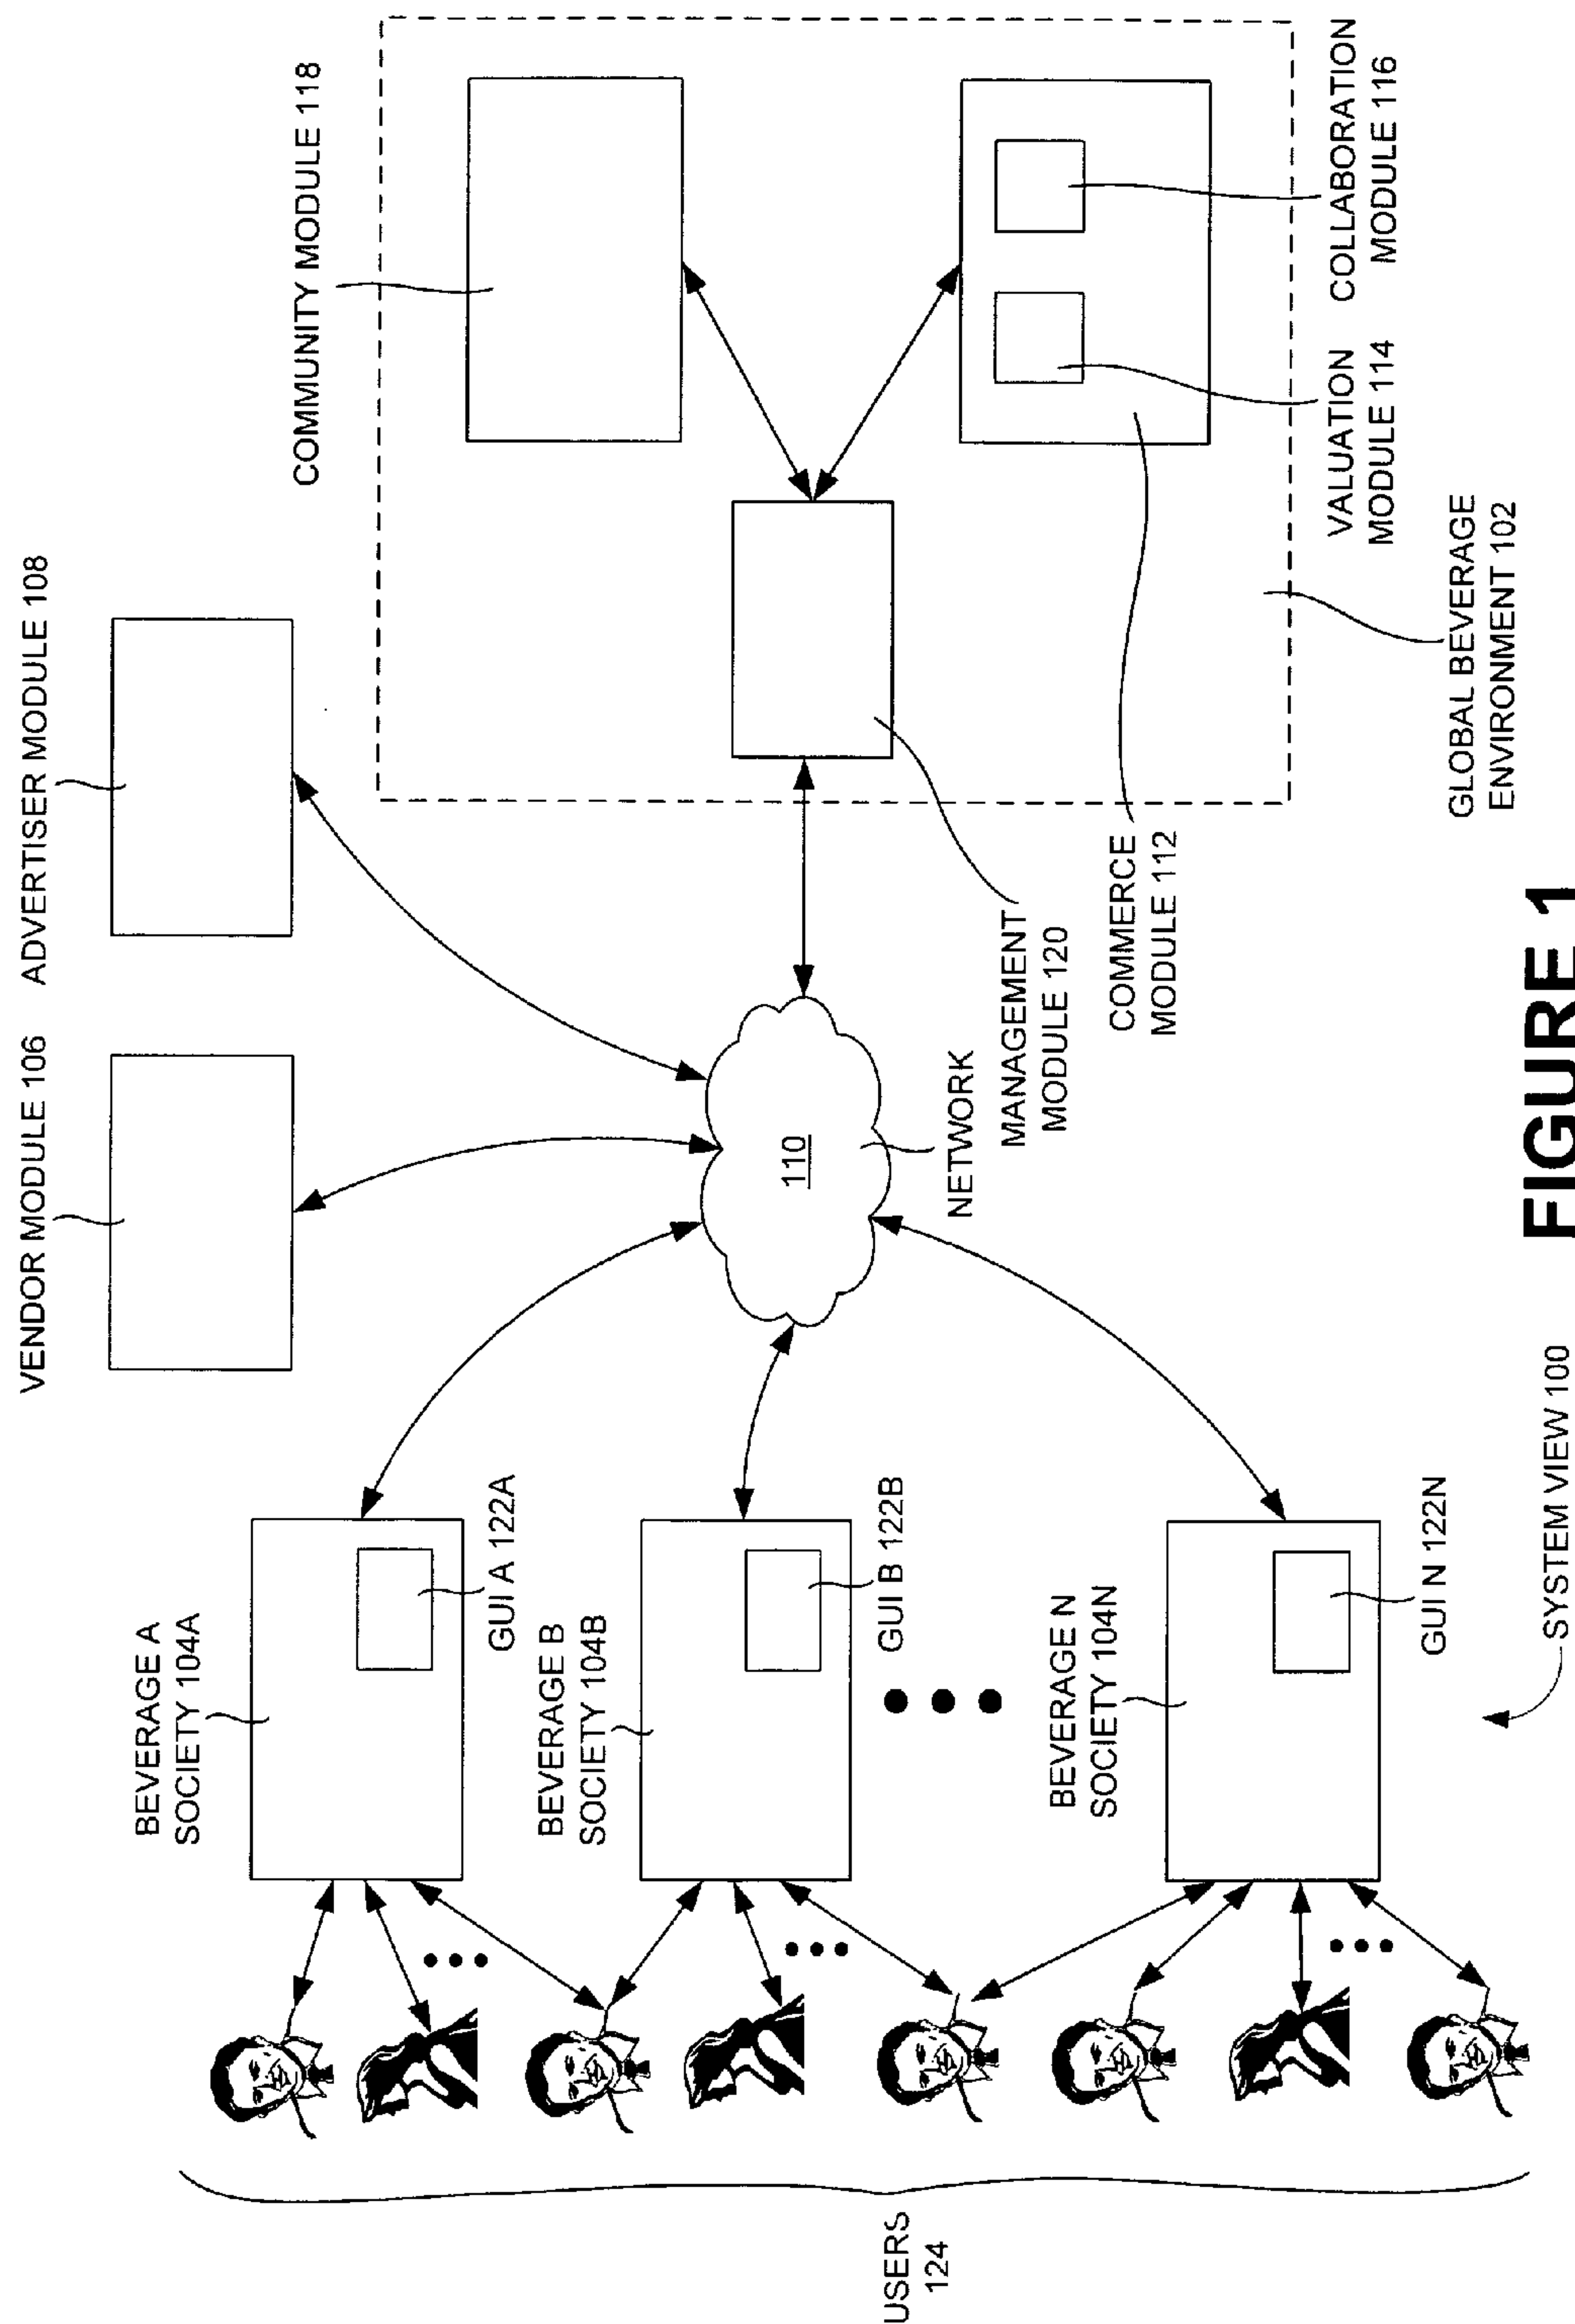 VENDOR MODULE 106
ADVERTISER MODULE 108
COMMUNITY MODULE 118
BEVERAGE A
SOCIETY 104A
GUI A 122A
BEVERAGE B
SOCIETY 104B
GUI B 122B
BEVERAGE N
SOCIETY 104N
GUI N 122N
USERS
124
110
NETWORK
MANAGEMENT
MODULE 120
COMMERCE
MODULE 112
VALUATION
MODULE 114
COLLABORATION
MODULE 116
GLOBAL BEVERAGE
ENVIRONMENT 102
SYSTEM VIEW 100
FIGURE 1